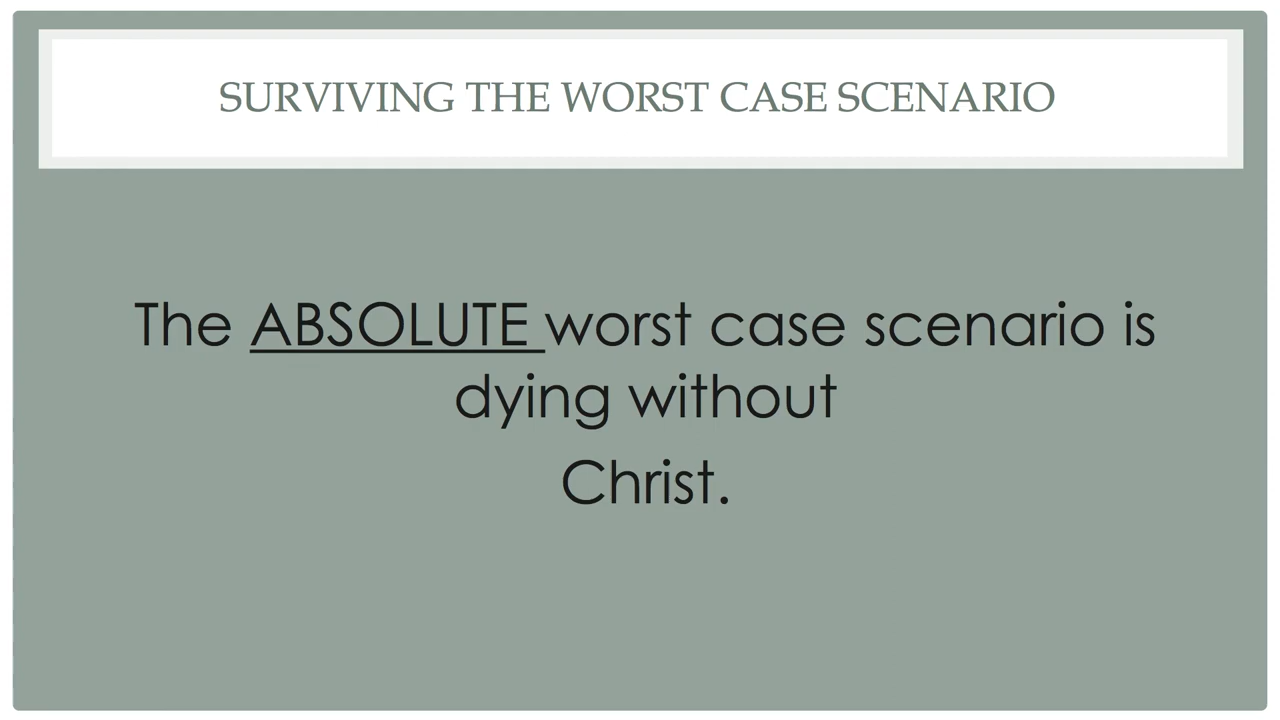 SURVIVING THE WORST CASE SCENARIO
The ABSOLUTE worst case scenario is
dying without
Christ.